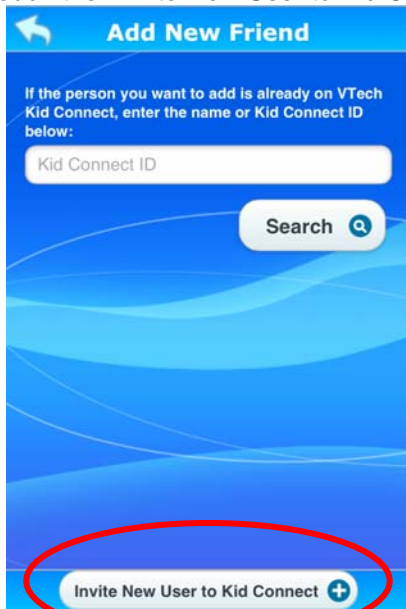 Add New Friend
If the person you want to add is already on VTech
Kid Connect, enter the name or Kid Connect ID
below:
Kid Connect ID
Search
Invite New User to Kid Connect